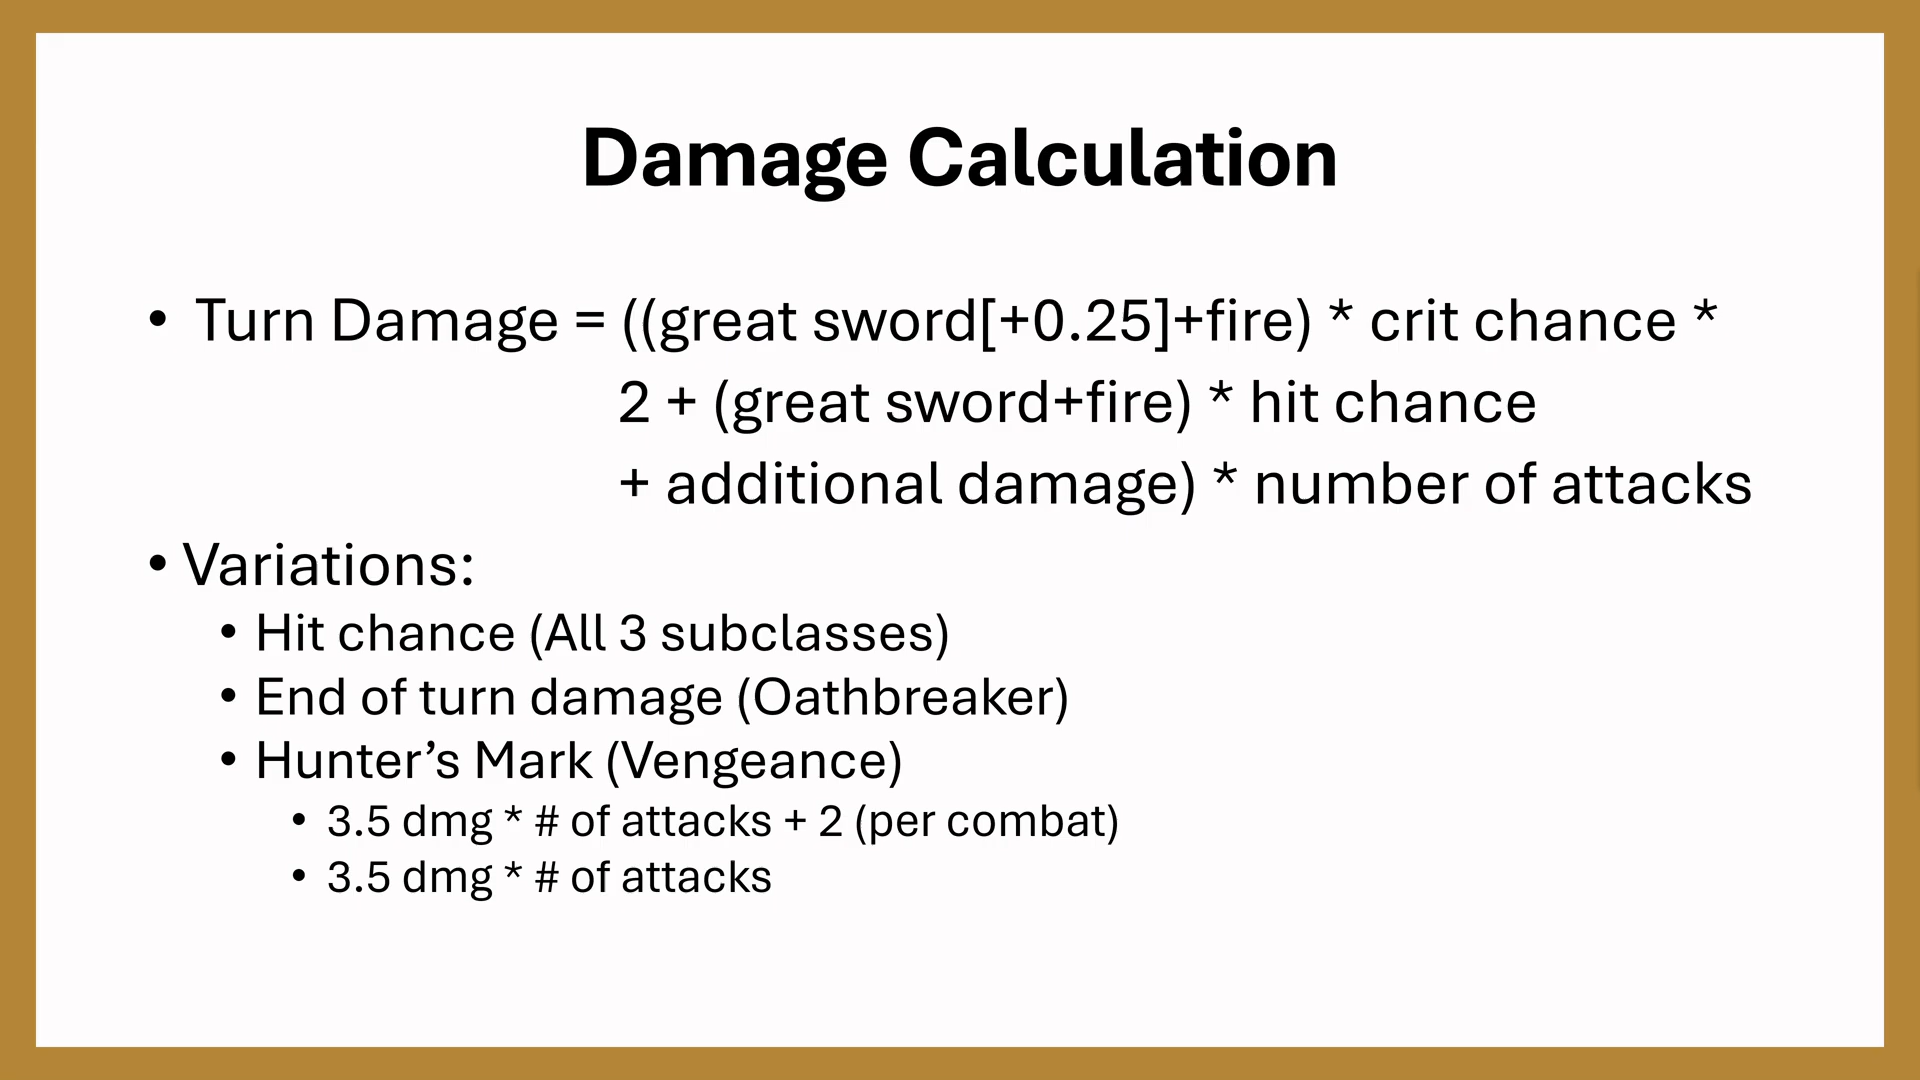 Damage Calculation
• Turn Damage = ((great sword[+0.25]+fire) * crit chance *
2 + (great sword+fire) * hit chance
+ additional damage) * number of attacks
• Variations:
• Hit chance (All 3 subclasses)
• End of turn damage (Oathbreaker)
• Hunter’s Mark (Vengeance)
• 3.5 dmg * # of attacks + 2 (per combat)
• 3.5 dmg * # of attacks